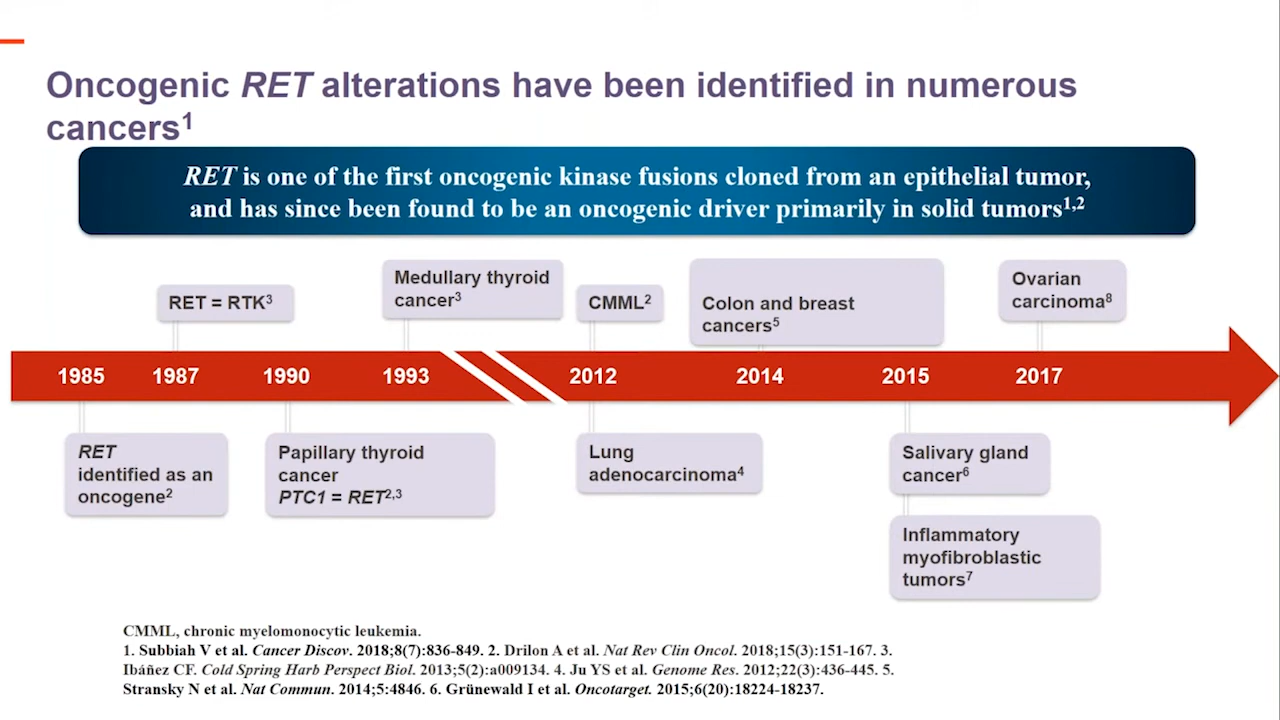 Oncogenic RET alterations have been identified in numerous
cancers¹
RET is one of the first oncogenic kinase fusions cloned from an epithelial tumor,
and has since been found to be an oncogenic driver primarily in solid tumors¹,²
RET = RTK³
Medullary thyroid
cancer³
CMML²
Colon and breast
cancers⁵
Ovarian
carcinoma⁸
1985 1987 1990 1993 2012 2014 2015 2017
RET
identified as an
oncogene²
Papillary thyroid
cancer
PTC1 = RET²,³
Lung
adenocarcinoma⁴
Salivary gland
cancer⁶
Inflammatory
myofibroblastic
tumors⁷
CMML, chronic myelomonocytic leukemia.
1. Subbiah V et al. Cancer Discov. 2018;8(7):836-849. 2. Drilon A et al. Nat Rev Clin Oncol. 2018;15(3):151-167. 3.
Ibáñez CF. Cold Spring Harb Perspect Biol. 2013;5(2):a009134. 4. Ju YS et al. Genome Res. 2012;22(3):436-445. 5.
Stransky N et al. Nat Commun. 2014;5:4846. 6. Grünewald I et al. Oncotarget. 2015;6(20):18224-18237.